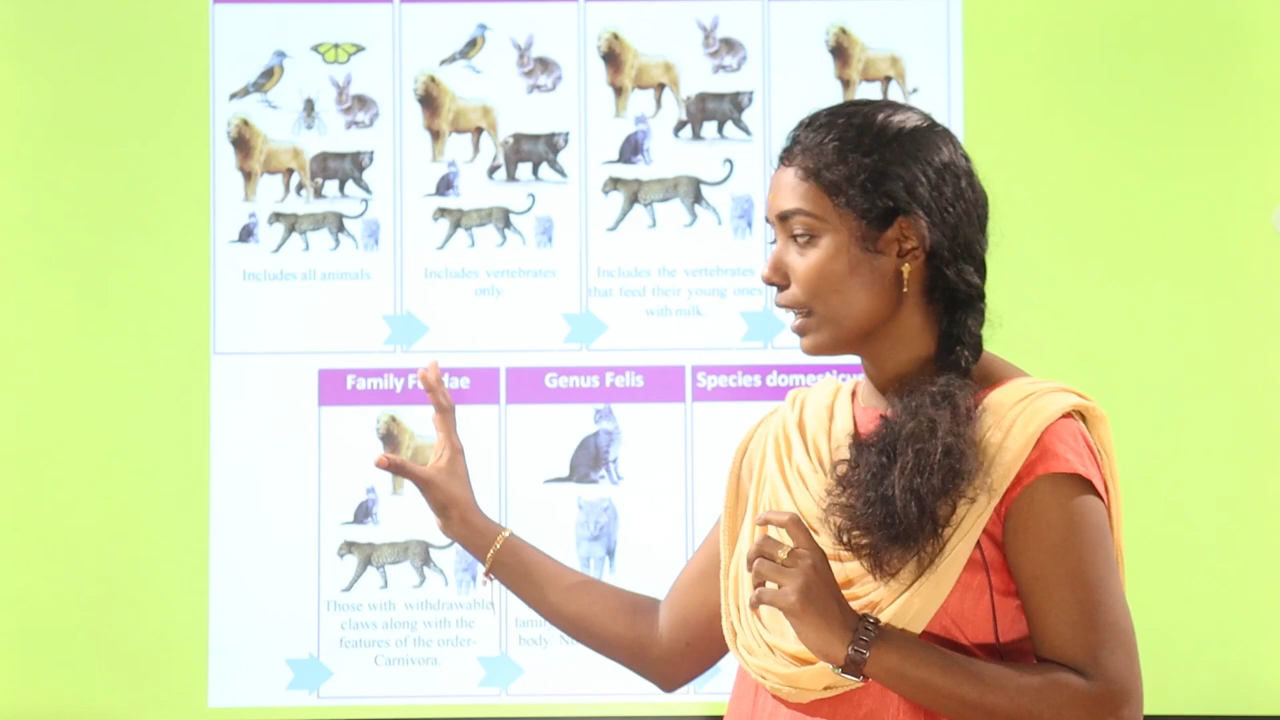 Includes all animals.
Includes vertebrates
only
Includes the vertebrates
that feed their young ones
with milk.
Family F dae
Genus Felis
Species domesticus
Those with withdrawable
claws along with the
features of the order-
Carnivora.
body.